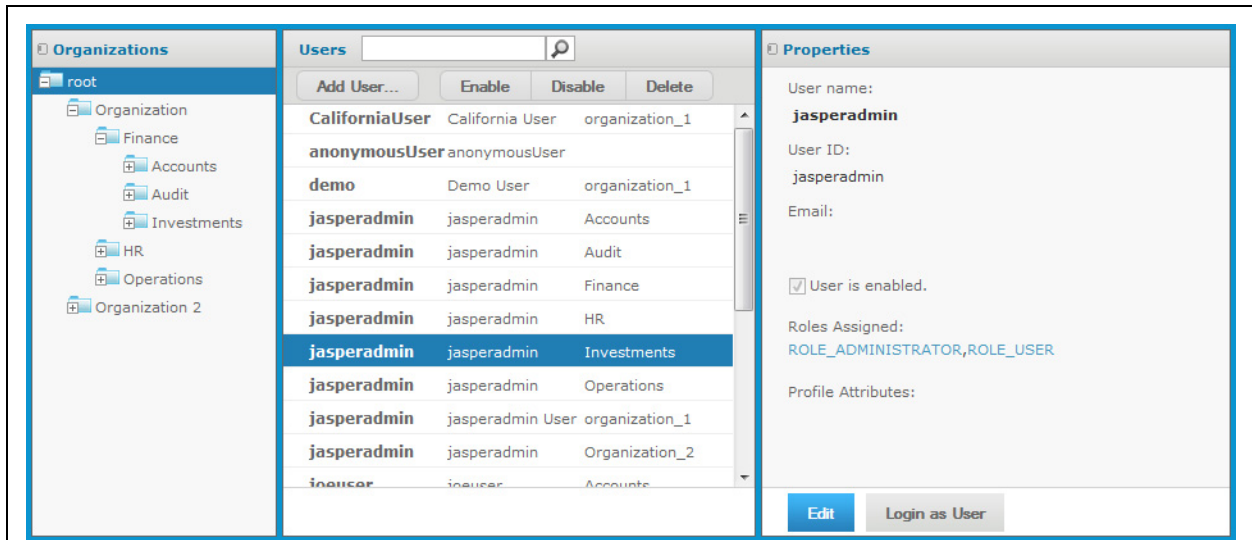 Organizations
root
Organization
Finance
Accounts
Audit
Investments
HR
Operations
Organization 2
Users
Add User... Enable Disable Delete
CaliforniaUser California User organization_1
anonymousUser anonymousUser
demo Demo User organization_1
jasperadmin jasperadmin Accounts
jasperadmin jasperadmin Audit
jasperadmin jasperadmin Finance
jasperadmin jasperadmin HR
jasperadmin jasperadmin Investments
jasperadmin jasperadmin Operations
jasperadmin jasperadmin User organization_1
jasperadmin jasperadmin Organization_2
joeuser joeuser Accounts
Properties
User name:
jasperadmin
User ID:
jasperadmin
Email:
User is enabled.
Roles Assigned:
ROLE_ADMINISTRATOR,ROLE_USER
Profile Attributes:
Edit Login as User